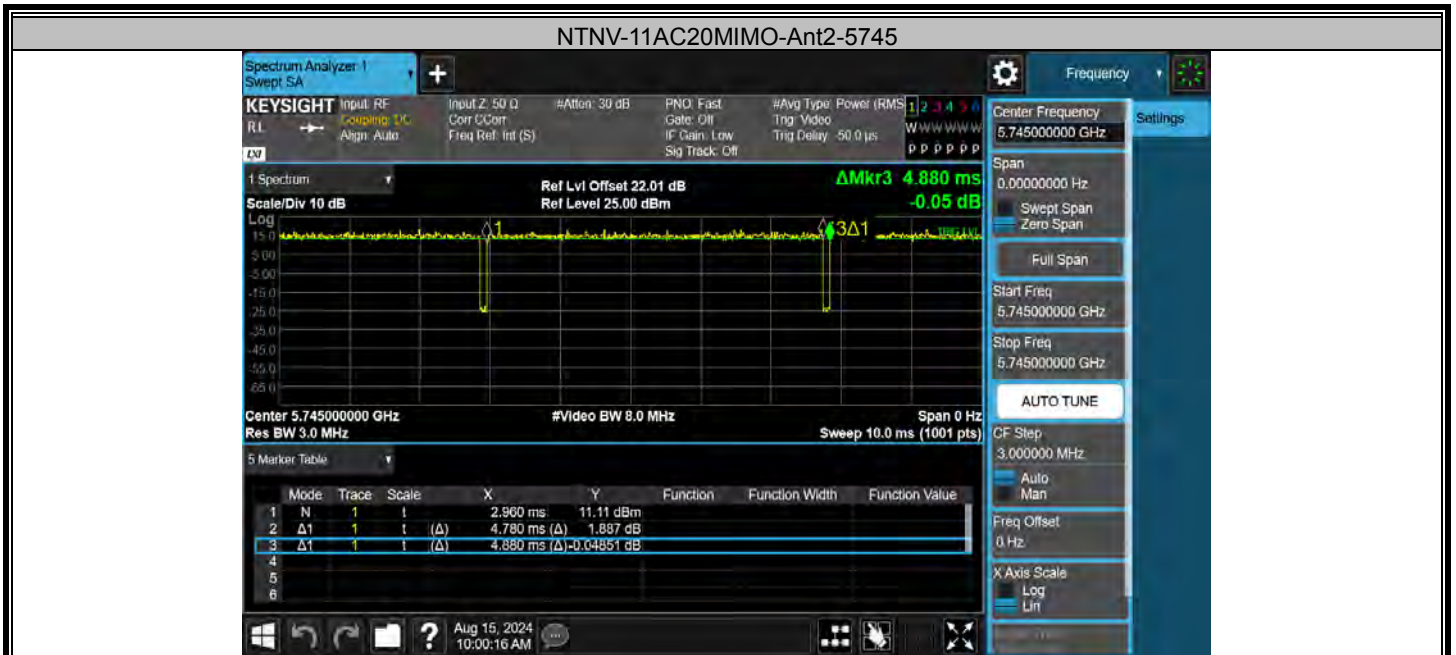 NTNV-11AC20MIMO-Ant2-5745
Spectrum Analyzer 1
Swept SA
+
Frequency
KEYSIGHT
RL
LXI
Input: RF
Coupling: DC
Align: Auto
Input Z: 50 Ω
Corr CCorr
Freq Ref: Int (S)
#Atten: 30 dB
PNO: Fast
Gate: Off
IF Gain: Low
Sig Track: Off
#Avg Type: Power (RMS
Trig: Video
Trig Delay: -50.0 µs
1 2 3 4 5 6
W W W W W W
P P P P P P
Center Frequency
5.745000000 GHz
Settings
1 Spectrum
Scale/Div 10 dB
Ref Lvl Offset 22.01 dB
Ref Level 25.00 dBm
ΔMkr3 4.880 ms
-0.05 dB
Log
15.0
5.00
-5.00
-15.0
-25.0
-35.0
-45.0
-55.0
-65.0
1
3Δ1
TRIG LVL
Center 5.745000000 GHz
Res BW 3.0 MHz
#Video BW 8.0 MHz
Span 0 Hz
Sweep 10.0 ms (1001 pts)
Span
0.00000000 Hz
Swept Span
Zero Span
Full Span
Start Freq
5.745000000 GHz
Stop Freq
5.745000000 GHz
AUTO TUNE
CF Step
3.000000 MHz
Auto
Man
Freq Offset
0 Hz
X Axis Scale
Log
Lin
5 Marker Table
Mode Trace Scale X Y Function Function Width Function Value
1 N 1 t 2.960 ms 11.11 dBm
2 Δ1 1 t (Δ) 4.780 ms (Δ) 1.887 dB
3 Δ1 1 t (Δ) 4.880 ms (Δ) -0.04851 dB
4
5
6
?
Aug 15, 2024
10:00:16 AM